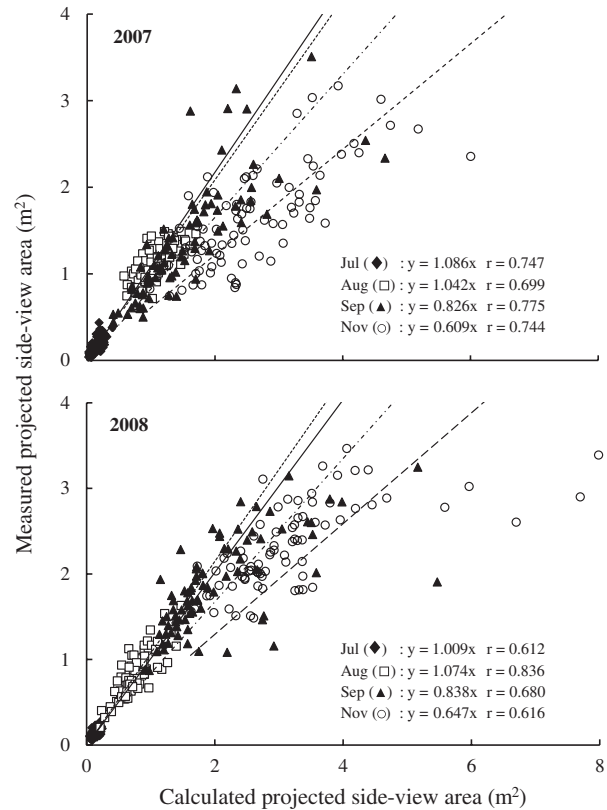 Measured projected side-view area (m²)
4
2007
3
2
1
0
Jul (◆) : y = 1.086x r = 0.747
Aug (□) : y = 1.042x r = 0.699
Sep (▲) : y = 0.826x r = 0.775
Nov (○) : y = 0.609x r = 0.744
4
2008
3
2
1
0
Jul (◆) : y = 1.009x r = 0.612
Aug (□) : y = 1.074x r = 0.836
Sep (▲) : y = 0.838x r = 0.680
Nov (○) : y = 0.647x r = 0.616
0 2 4 6 8
Calculated projected side-view area (m²)